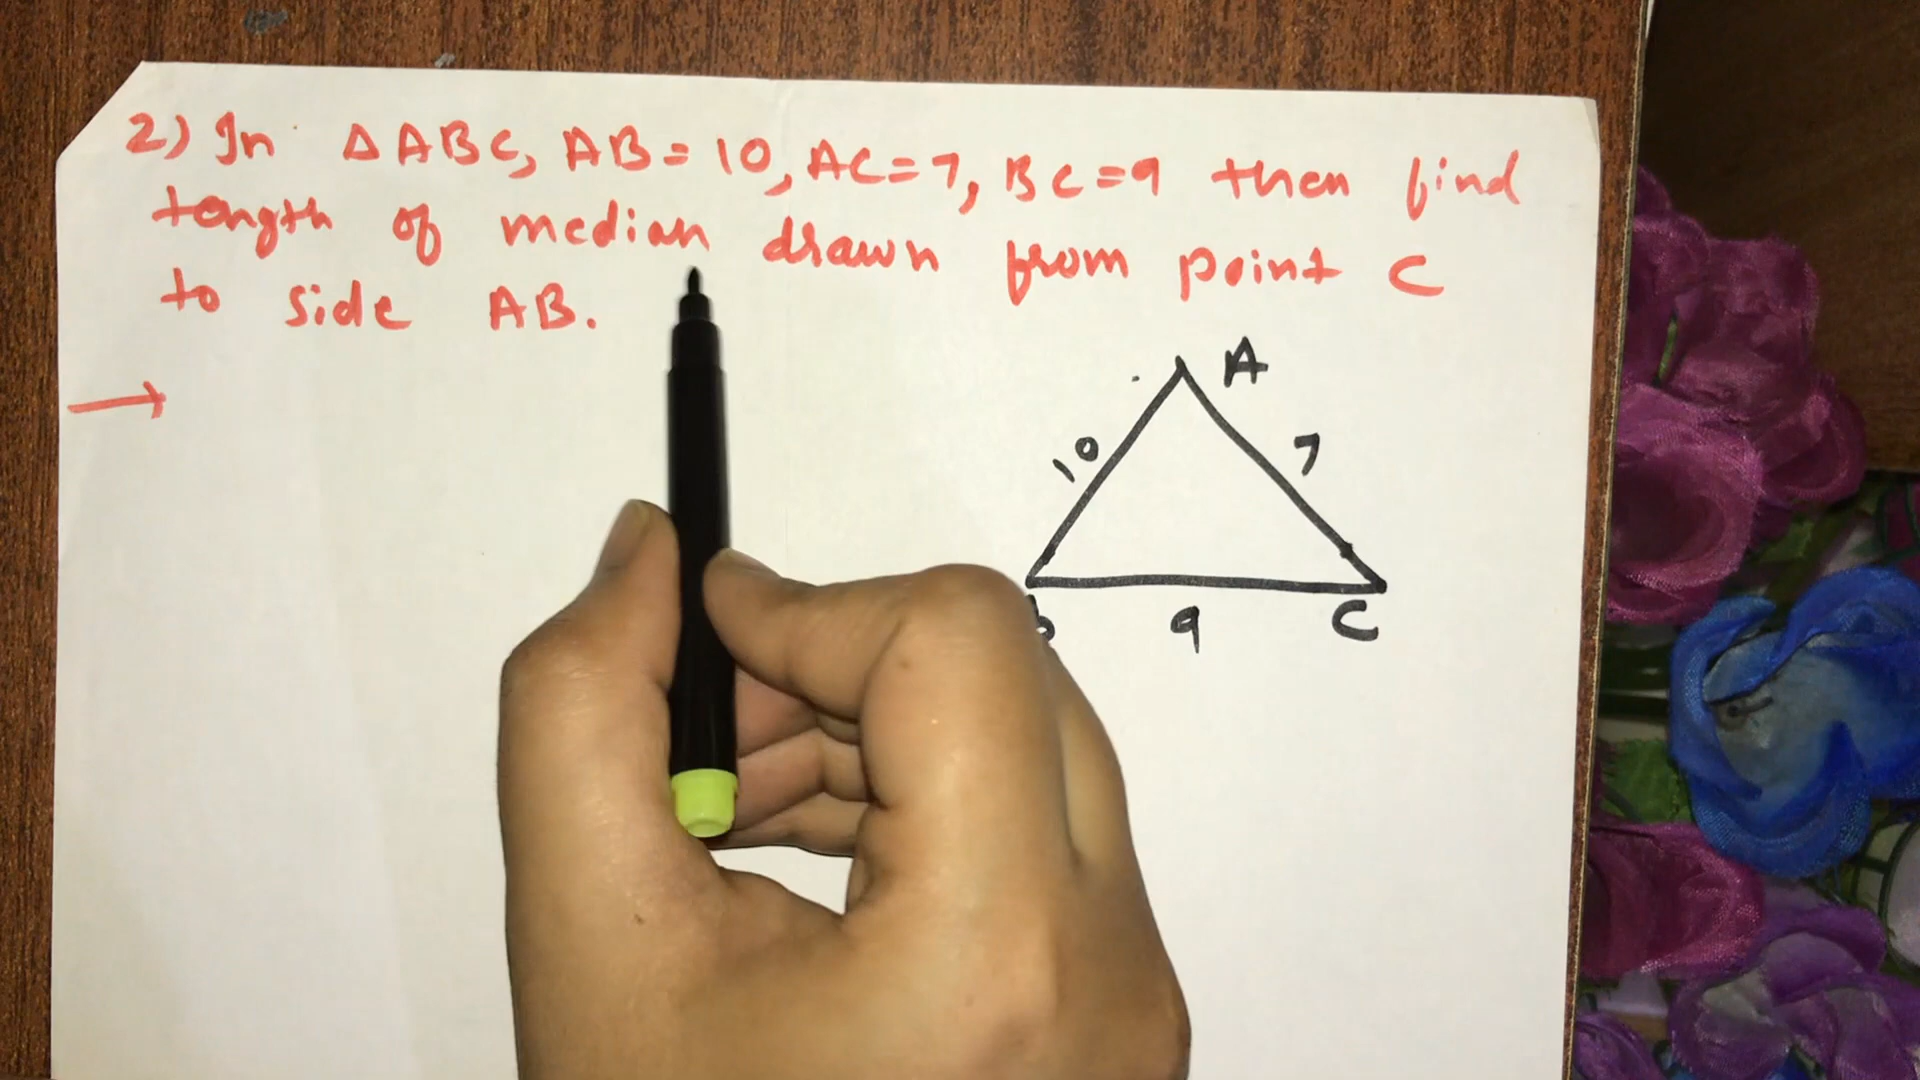 2) In △ABC, AB=10, AC=7, BC=9 then find
length of median drawn from point C
to side AB.
→
A
10
7
B
9
C